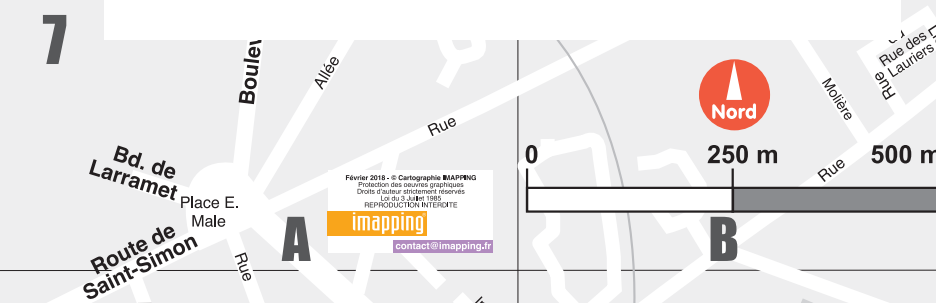 7
Boulev
Allée
Rue
Nord
Molière
Rue des
Lauriers
Rue
0
250 m
500 m
Rue
Bd. de
Larramet
Place E.
Male
Route de
Saint-Simon
Rue
A
Février 2018 - © Cartographie IMAPPING
Protection des oeuvres graphiques
Droits d'auteur strictement réservés
Loi du 3 Juillet 1985
REPRODUCTION INTERDITE
imapping
contact@imapping.fr
B